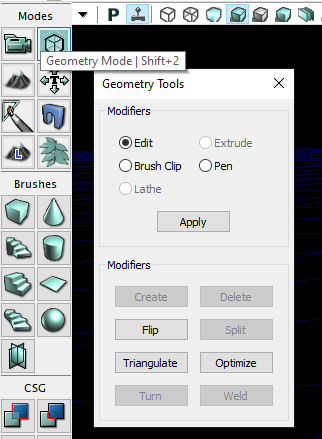 Modes
P
Geometry Mode | Shift+2
Geometry Tools
Modifiers
Edit
Extrude
Brush Clip
Pen
Lathe
Apply
L
Brushes
Modifiers
Create
Delete
Flip
Split
Triangulate
Optimize
Turn
Weld
CSG